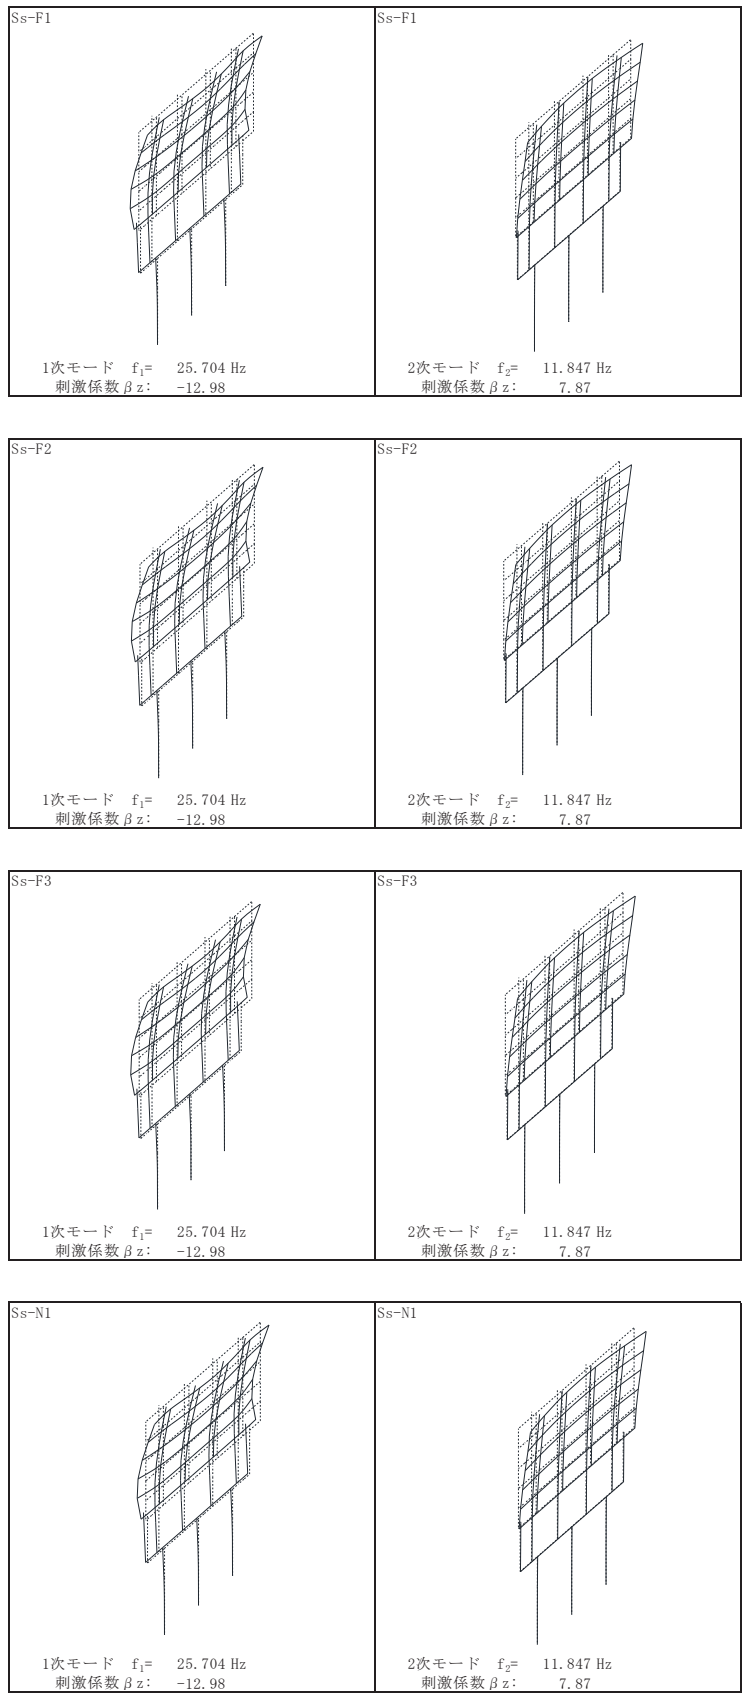 Ss-F1
1次モード f₁= 25.704 Hz
刺激係数βz: -12.98
Ss-F1
2次モード f₂= 11.847 Hz
刺激係数βz: 7.87
Ss-F2
1次モード f₁= 25.704 Hz
刺激係数βz: -12.98
Ss-F2
2次モード f₂= 11.847 Hz
刺激係数βz: 7.87
Ss-F3
1次モード f₁= 25.704 Hz
刺激係数βz: -12.98
Ss-F3
2次モード f₂= 11.847 Hz
刺激係数βz: 7.87
Ss-N1
1次モード f₁= 25.704 Hz
刺激係数βz: -12.98
Ss-N1
2次モード f₂= 11.847 Hz
刺激係数βz: 7.87